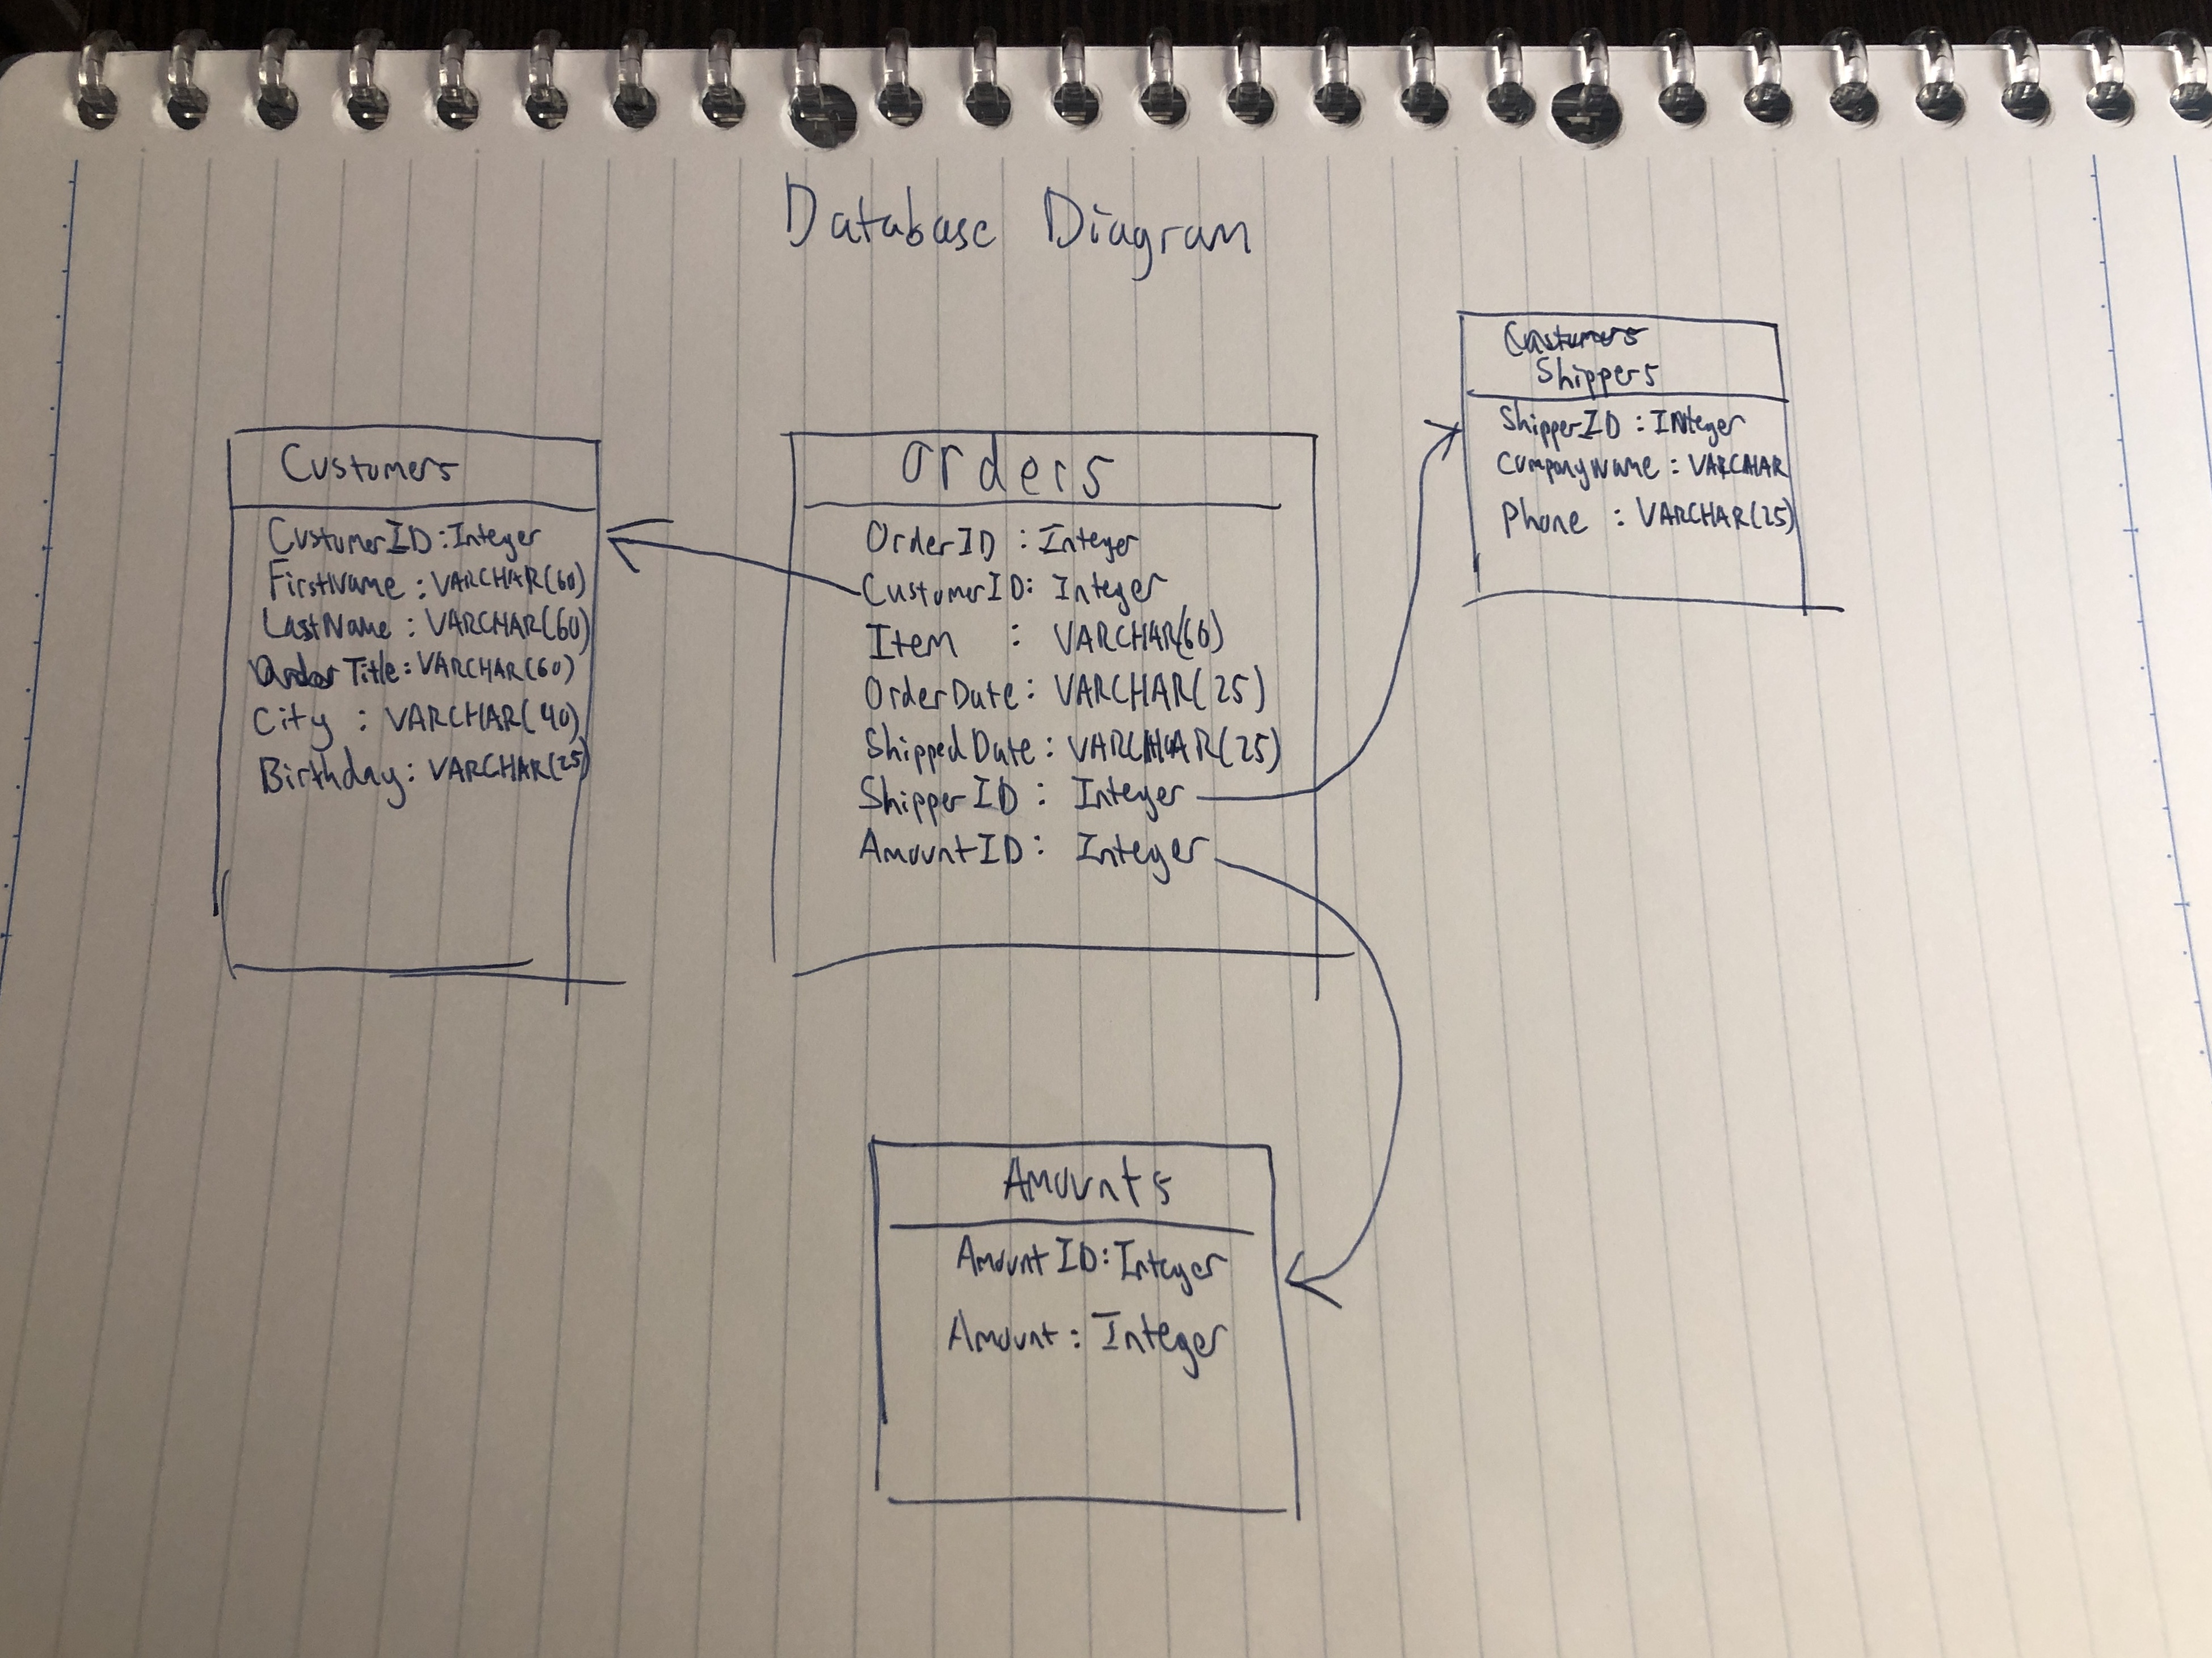 Database Diagram
Customers
CustomerID : Integer
FirstName : VARCHAR(60)
LastName : VARCHAR(60)
Title : VARCHAR(60)
City : VARCHAR(40)
Birthday : VARCHAR(25)
Orders
OrderID : Integer
CustomerID : Integer
Item : VARCHAR(60)
OrderDate : VARCHAR(25)
ShippedDate : VARCHAR(25)
ShipperID : Integer
AmountID : Integer
Customers
Shippers
ShipperID : INteger
CompanyName : VARCHAR
Phone : VARCHAR(25)
Amounts
AmountID : Integer
Amount : Integer